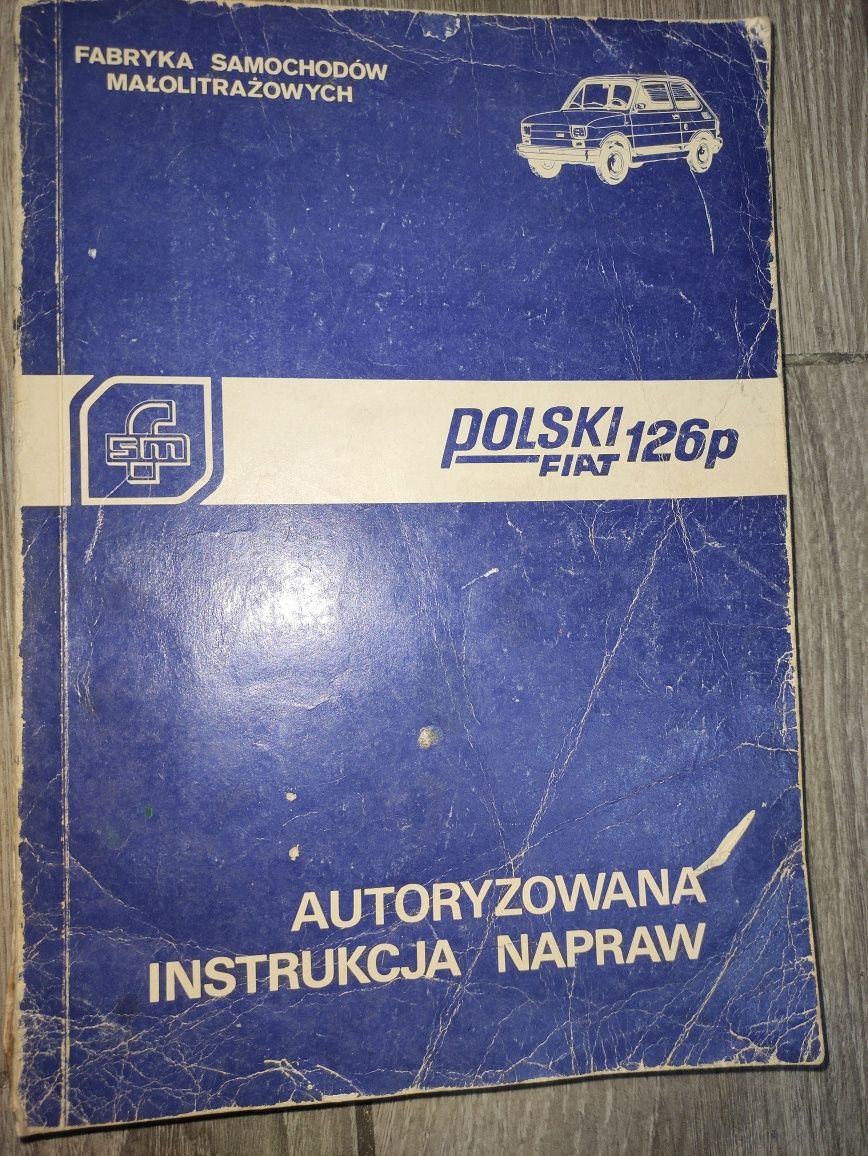 FABRYKA SAMOCHODÓW
MAŁOLITRAŻOWYCH
fsm
POLSKI
FIAT 126p
AUTORYZOWANA
INSTRUKCJA NAPRAW